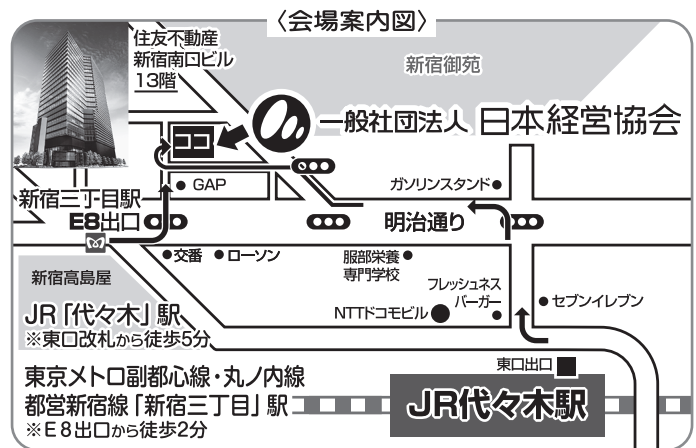 〈会場案内図〉
住友不動産
新宿南口ビル
13階
新宿御苑
一般社団法人 日本経営協会
ココ
GAP
ガソリンスタンド
新宿三丁目駅
E8出口
明治通り
交番
ローソン
服部栄養
専門学校
フレッシュネス
バーガー
新宿高島屋
NTTドコモビル
セブンイレブン
JR「代々木」駅
※東口改札から徒歩5分
東口出口
東京メトロ副都心線・丸ノ内線
都営新宿線「新宿三丁目」駅
※E8出口から徒歩2分
JR代々木駅